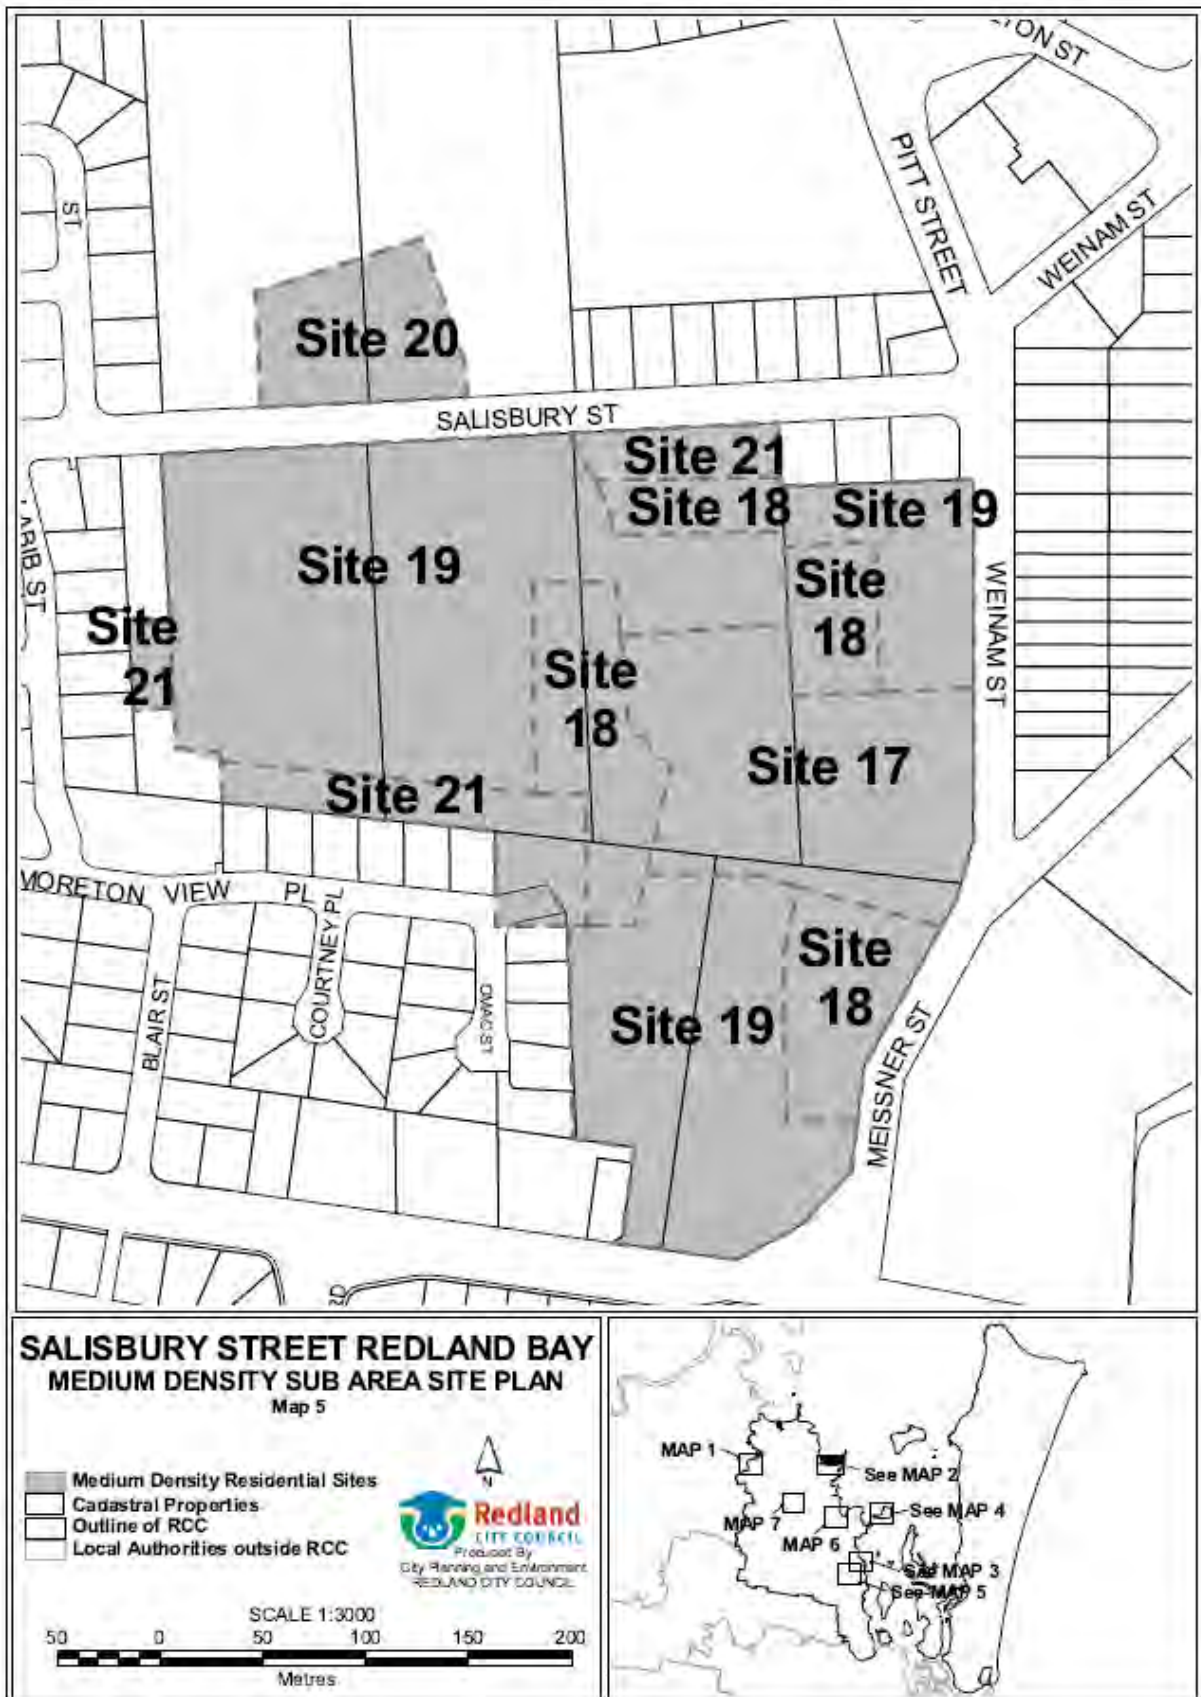 TON ST
PITT STREET
WEINAM ST
ST
Site 20
SALISBURY ST
Site 21
Site 18
Site 19
Site 19
Site
18
WEINAM ST
ST
Site
21
Site
18
Site 17
Site 21
MORETON VIEW PL
COURTNEY PL
BLAIR ST
ST
Site
18
Site 19
MEISSNER ST
RD
SALISBURY STREET REDLAND BAY
MEDIUM DENSITY SUB AREA SITE PLAN
Map 5
N
Medium Density Residential Sites
Cadastral Properties
Outline of RCC
Local Authorities outside RCC
Redland
CITY COUNCIL
Produced By
City Planning and Environment
REDLAND CITY COUNCIL
SCALE 1:3000
50 0 50 100 150 200
Metres
MAP 1
See MAP 2
MAP 7
See MAP 4
MAP 6
See MAP 3
See MAP 5